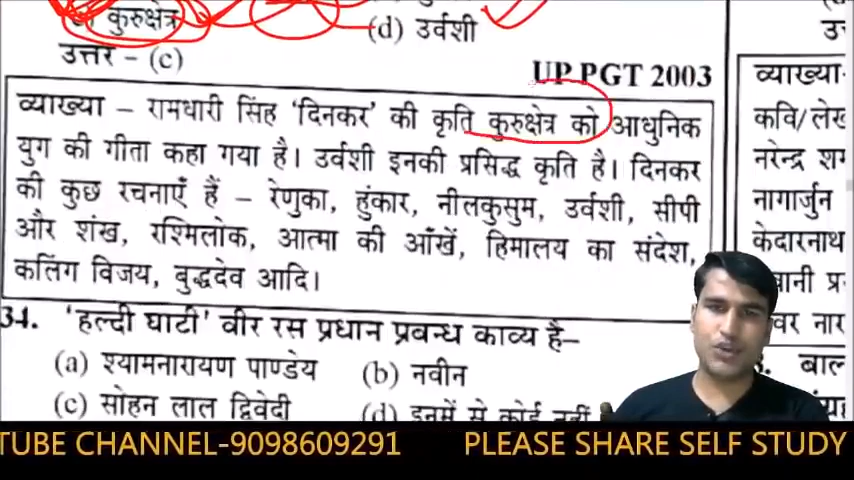 कुरुक्षेत्र
(d) उर्वशी
उत्तर – (c)
UP PGT 2003
व्याख्या – रामधारी सिंह 'दिनकर' की कृति कुरुक्षेत्र को आधुनिक
युग की गीता कहा गया है। उर्वशी इनकी प्रसिद्ध कृति है। दिनकर
की कुछ रचनाएँ हैं – रेणुका, हुंकार, नीलकुसुम, उर्वशी, सीपी
और शंख, रश्मिलोक, आत्मा की आँखें, हिमालय का संदेश,
कलिंग विजय, बुद्धदेव आदि।
34. 'हल्दी घाटी' वीर रस प्रधान प्रबन्ध काव्य है–
(a) श्यामनारायण पाण्डेय (b) नवीन
(c) सोहन लाल द्विवेदी (d) इनमें से कोई नहीं
व्याख्या
कवि/
नरेन्द्र
नागार्जुन
केदारनाथ
TUBE CHANNEL-9098609291 PLEASE SHARE SELF STUDY